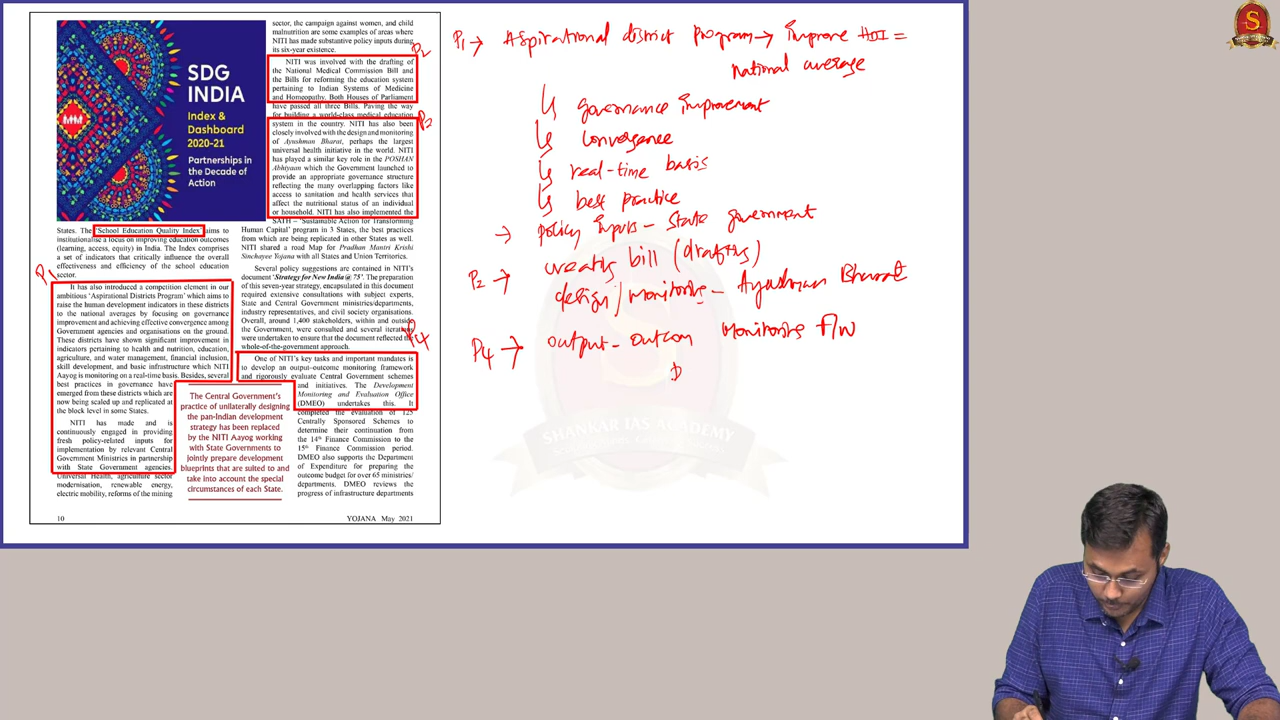 SDG
INDIA
Index &
Dashboard
2020-21
Partnerships in
the Decade of
Action
States. The 'School Education Quality Index' aims to
institutionalise a focus on improving education outcomes
(learning, access, equity) in India. The Index comprises
a set of indicators that critically influence the overall
effectiveness and efficiency of the school education
sector.
P1
It has also introduced a competition element in our
ambitious 'Aspirational Districts Program' which aims to
raise the human development indicators in these districts
to the national averages by focusing on governance
improvement and achieving effective convergence among
Government agencies and organisations on the ground.
These districts have shown significant improvement in
indicators pertaining to health and nutrition, education,
agriculture, and water management, financial inclusion,
skill development, and basic infrastructure which NITI
Aayog is monitoring on a real-time basis. Besides, several
best practices in governance have
emerged from these districts which are
now being scaled up and replicated at
the block level in some States.
NITI has made and is
continuously engaged in providing
fresh policy-related inputs for
implementation by relevant Central
Government Ministries in partnership
with State Government agencies.
Universal Health, agriculture sector
modernisation, renewable energy,
electric mobility, reforms of the mining
The Central Government's
practice of unilaterally designing
the pan-Indian development
strategy has been replaced
by the NITI Aayog working
with State Governments to
jointly prepare development
blueprints that are suited to and
take into account the special
circumstances of each State.
sector, the campaign against women, and child
malnutrition are some examples of areas where
NITI has made substantive policy inputs during
its six-year existence.
P2
NITI was involved with the drafting of
the National Medical Commission Bill and
the Bills for reforming the education system
pertaining to Indian Systems of Medicine
and Homeopathy. Both Houses of Parliament
have passed all three Bills. Paving the way
for building a world-class medical education
system in the country. NITI has also been
closely involved with the design and monitoring
of Ayushman Bharat, perhaps the largest
universal health initiative in the world. NITI
has played a similar key role in the POSHAN
Abhiyaan which the Government launched to
provide an appropriate governance structure
reflecting the many overlapping factors like
access to sanitation and health services that
affect the nutritional status of an individual
or household. NITI has also implemented the
SATH – 'Sustainable Action for Transforming
Human Capital' program in 3 States, the best practices
from which are being replicated in other States as well.
NITI shared a road Map for Pradhan Mantri Krishi
Sinchayee Yojana with all States and Union Territories.
Several policy suggestions are contained in NITI's
document 'Strategy for New India @ 75'. The preparation
of this seven-year strategy, encapsulated in this document
required extensive consultations with subject experts,
State and Central Government ministries/departments,
industry representatives, and civil society organisations.
Overall, around 1,400 stakeholders, within and outside
the Government, were consulted and several iterations
were undertaken to ensure that the document reflected the
whole-of-the-government approach.
P4
One of NITI's key tasks and important mandates is
to develop an output–outcome monitoring framework
and rigorously evaluate Central Government schemes
and initiatives. The Development
Monitoring and Evaluation Office
(DMEO) undertakes this. It
completed the evaluation of 125
Centrally Sponsored Schemes to
determine their continuation from
the 14th Finance Commission to the
15th Finance Commission period.
DMEO also supports the Department
of Expenditure for preparing the
outcome budget for over 65 ministries/
departments. DMEO reviews the
progress of infrastructure departments
10
YOJANA May 2021
P1 → Aspirational district program → Improve HDI =
national average
↳ governance improvement
↳ convergence
↳ real-time basis
↳ best practice
→ policy inputs – State government
P2 → creating bill (drafting)
design/monitoring – Ayushman Bharat
P4 → output - outcom monitoring F/W
D
SHANKAR IAS ACADEMY